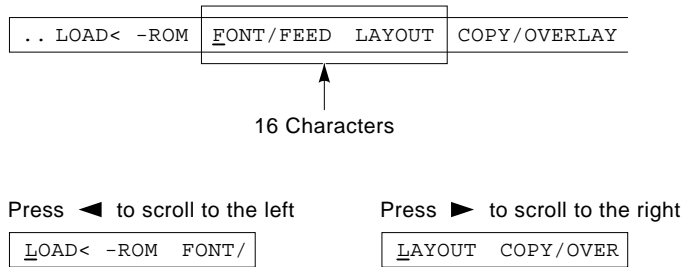 .. LOAD< -ROM FONT/FEED LAYOUT COPY/OVERLAY
16 Characters
Press ◄ to scroll to the left
LOAD< -ROM FONT/
Press ► to scroll to the right
LAYOUT COPY/OVER